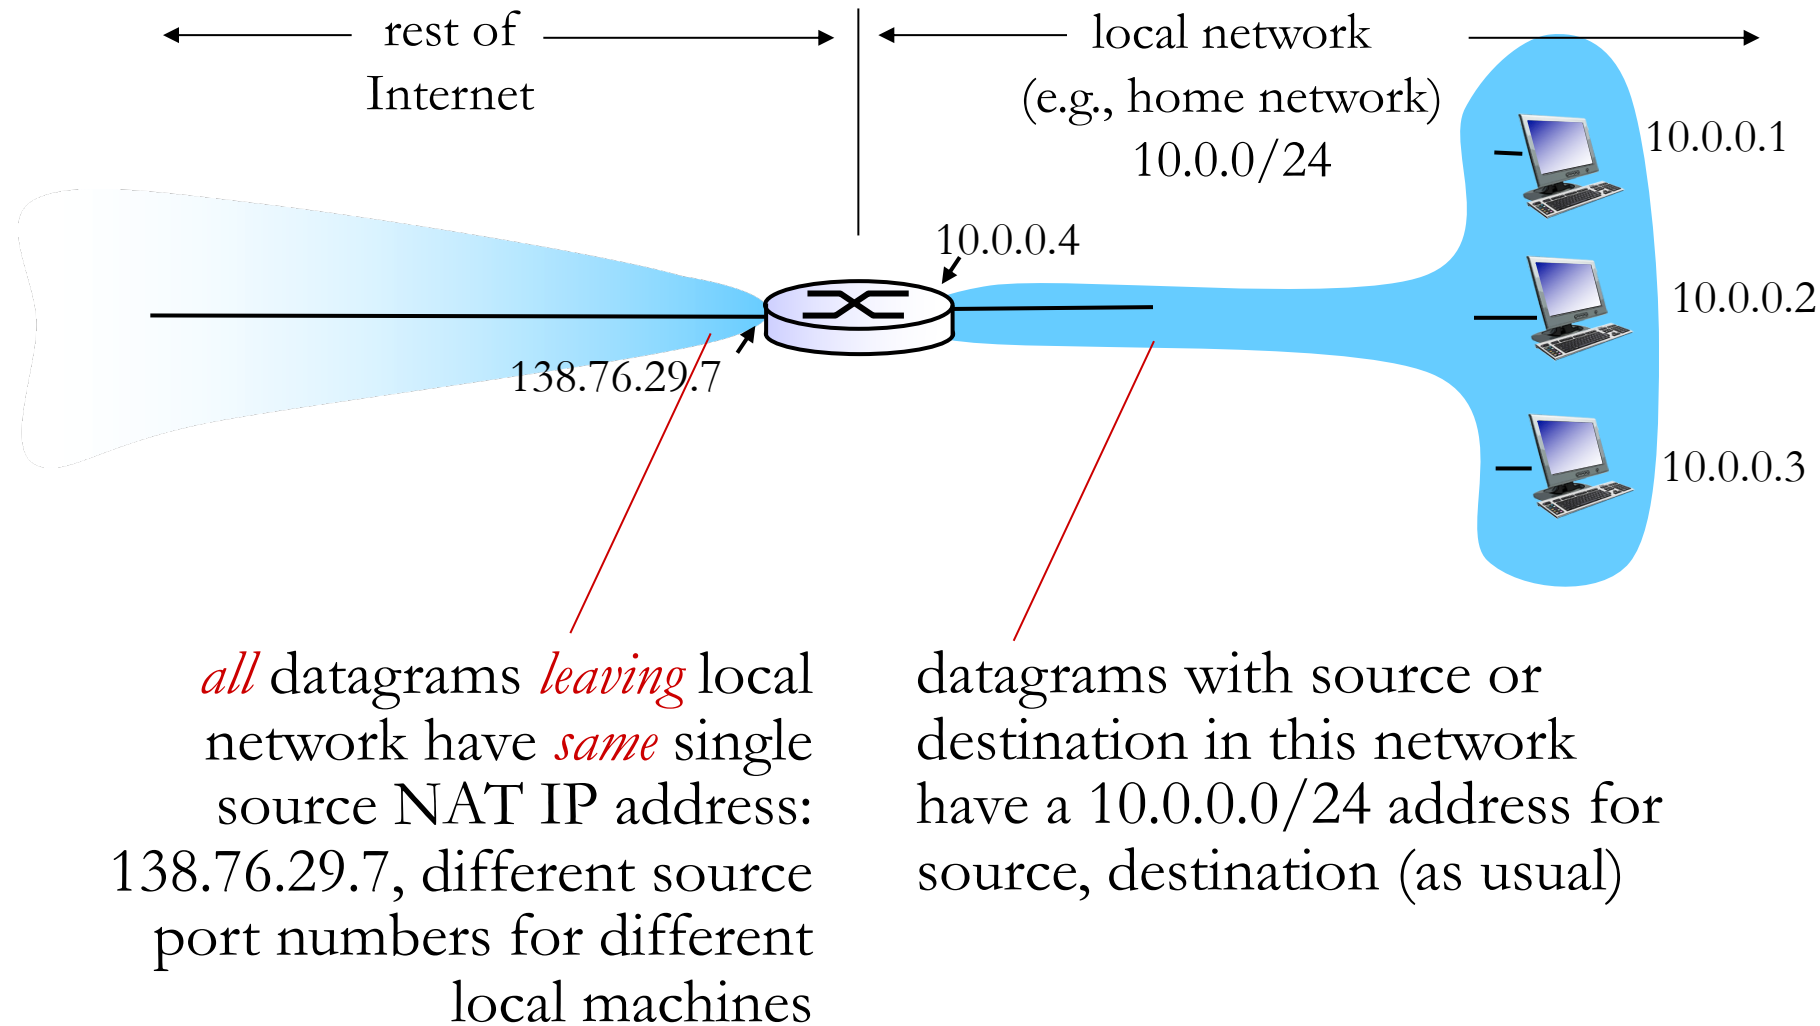 rest of
Internet
local network
(e.g., home network)
10.0.0/24
10.0.0.1
10.0.0.4
10.0.0.2
138.76.29.7
10.0.0.3
all datagrams leaving local
network have same single
source NAT IP address:
138.76.29.7, different source
port numbers for different
local machines
datagrams with source or
destination in this network
have a 10.0.0.0/24 address for
source, destination (as usual)